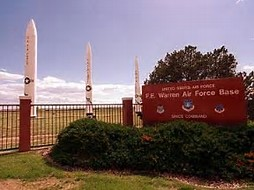 UNITED STATES AIR FORCE
F.E. Warren Air Force Base
SPACE COMMAND